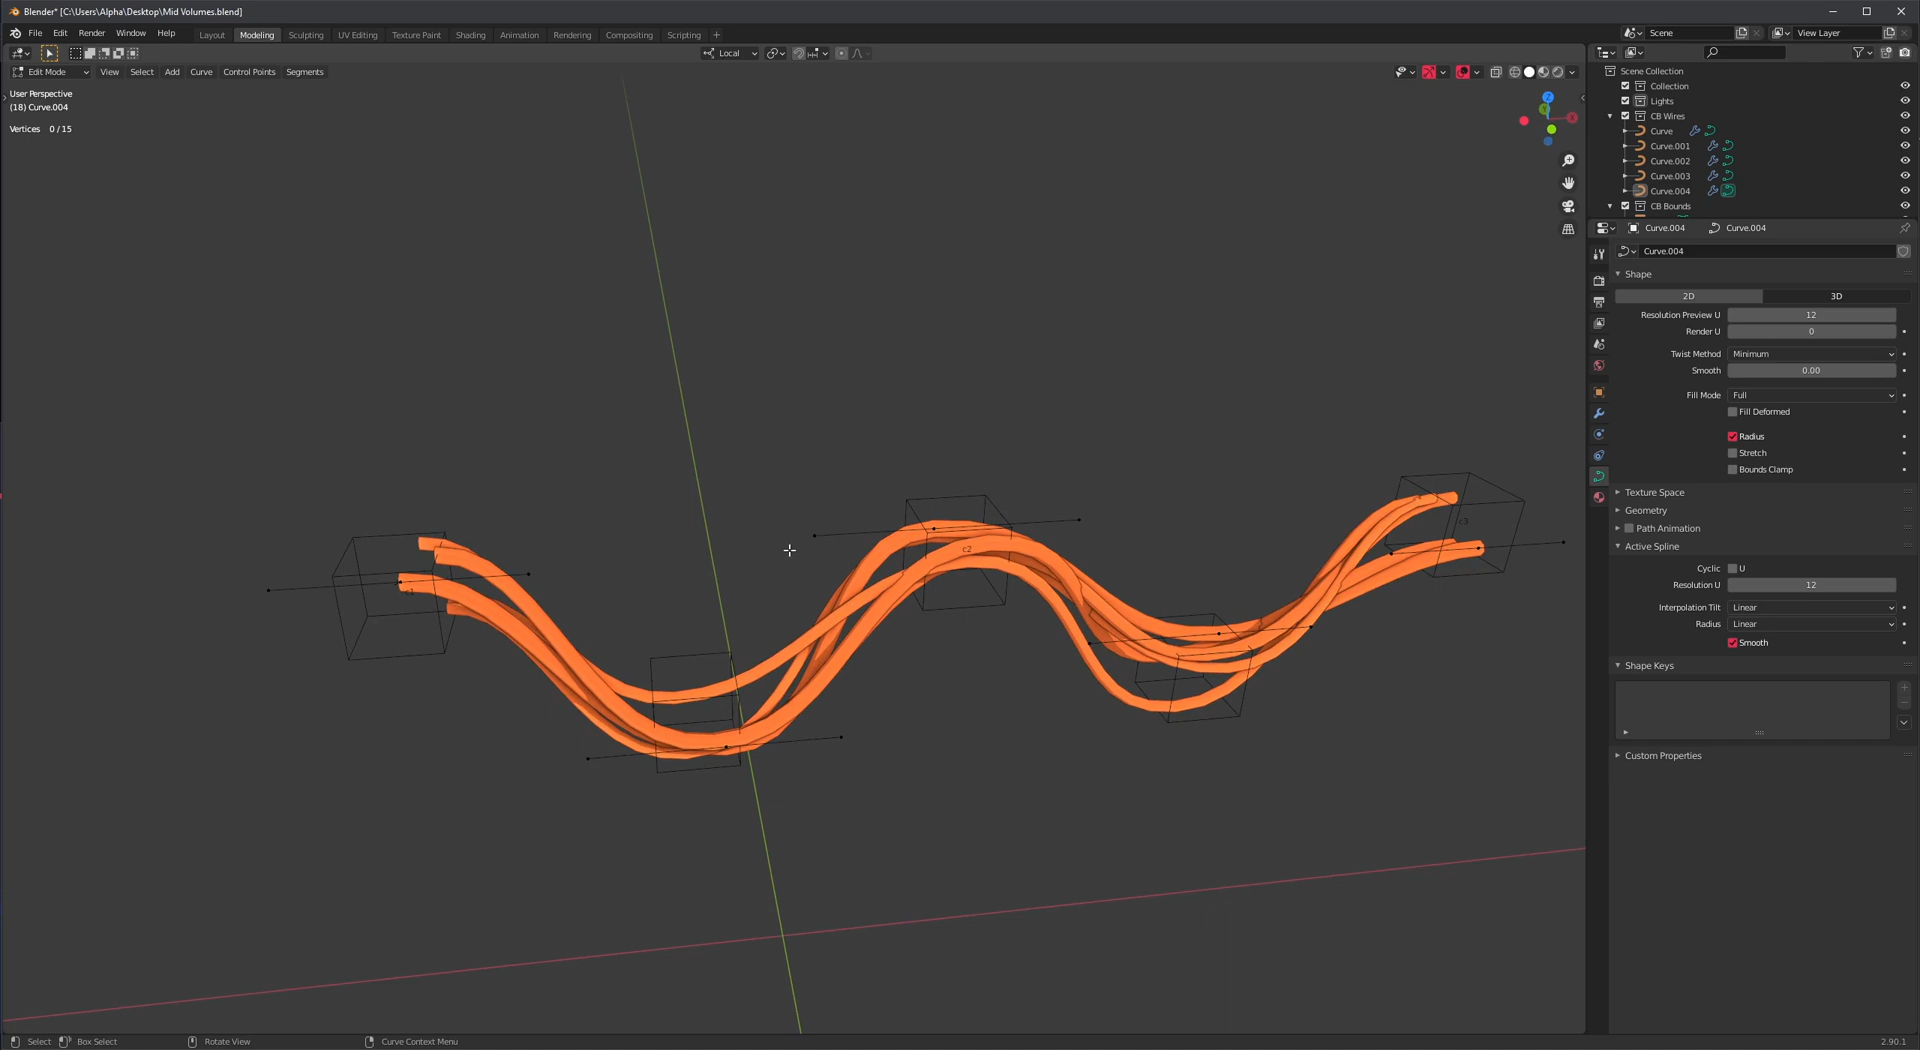 Blender* [C:\Users\Alpha\Desktop\Mid Volumes.blend]
File Edit Render Window Help
Layout Modeling Sculpting UV Editing Texture Paint Shading Animation Rendering Compositing Scripting +
Scene View Layer
Local
Edit Mode View Select Add Curve Control Points Segments
User Perspective
(18) Curve.004
Vertices 0 / 15
Z
X
c2
c3
Scene Collection
Collection
Lights
CB Wires
Curve
Curve.001
Curve.002
Curve.003
Curve.004
CB Bounds
Curve.004 Curve.004
Curve.004
Shape
2D 3D
Resolution Preview U 12
Render U 0
Twist Method Minimum
Smooth 0.00
Fill Mode Full
Fill Deformed
Radius
Stretch
Bounds Clamp
Texture Space
Geometry
Path Animation
Active Spline
Cyclic U
Resolution U 12
Interpolation Tilt Linear
Radius Linear
Smooth
Shape Keys
Custom Properties
Select Box Select Rotate View Curve Context Menu 2.90.1